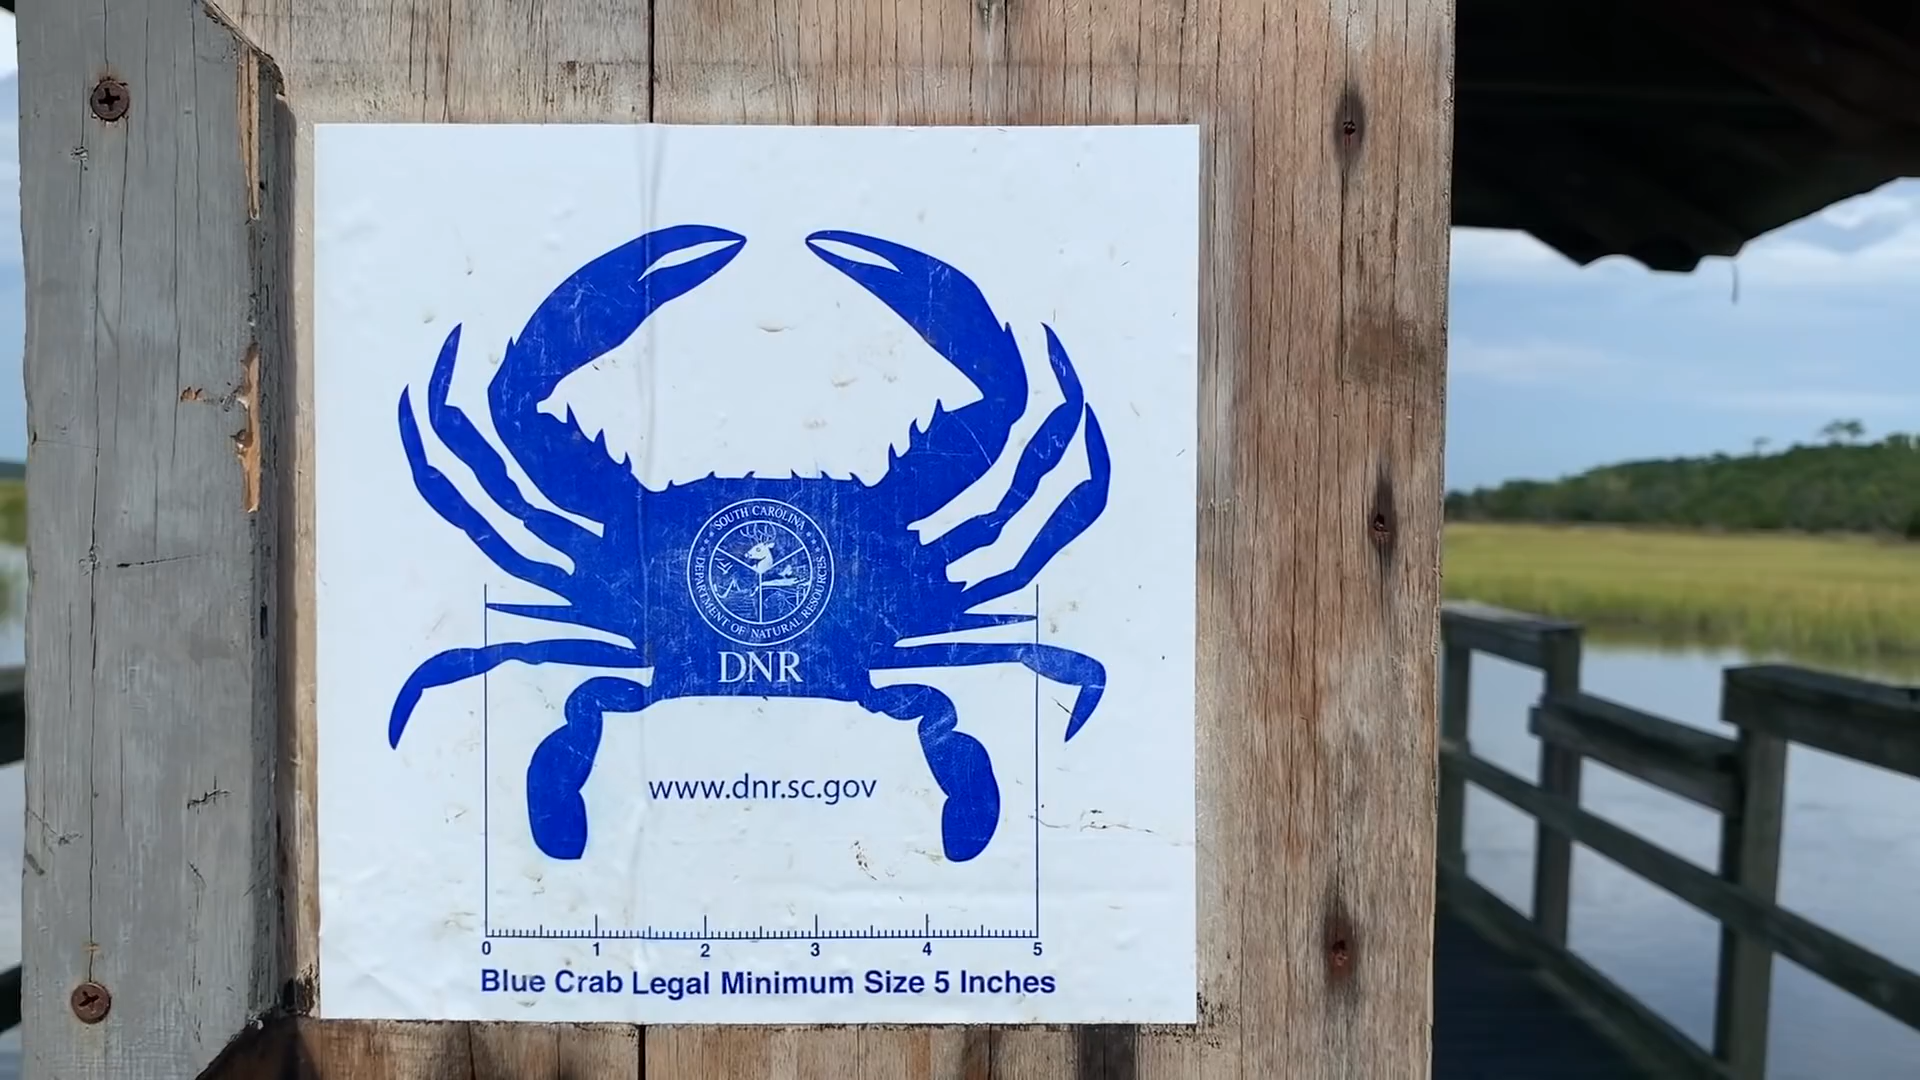 SOUTH CAROLINA
DEPARTMENT OF NATURAL RESOURCES
DNR
www.dnr.sc.gov
0 1 2 3 4 5
Blue Crab Legal Minimum Size 5 Inches